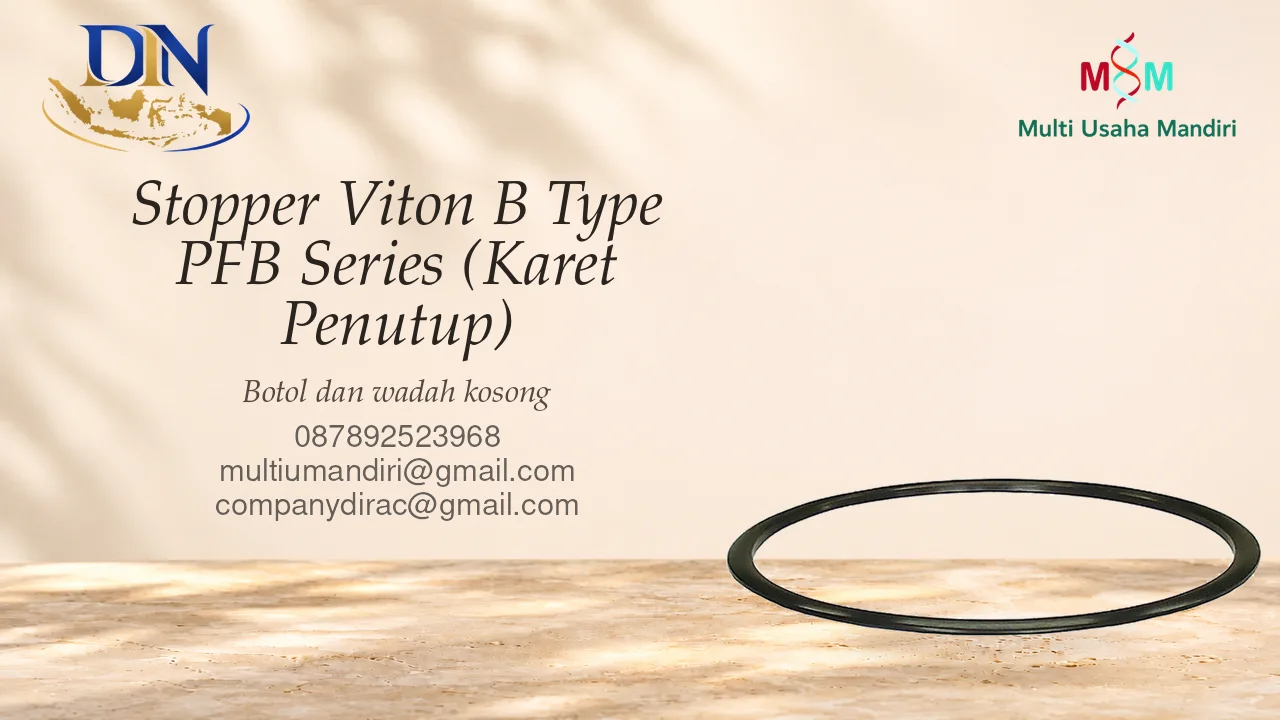 DIN
MSM
Multi Usaha Mandiri
Stopper Viton B Type
PFB Series (Karet
Penutup)
Botol dan wadah kosong
087892523968
multiumandiri@gmail.com
companydirac@gmail.com